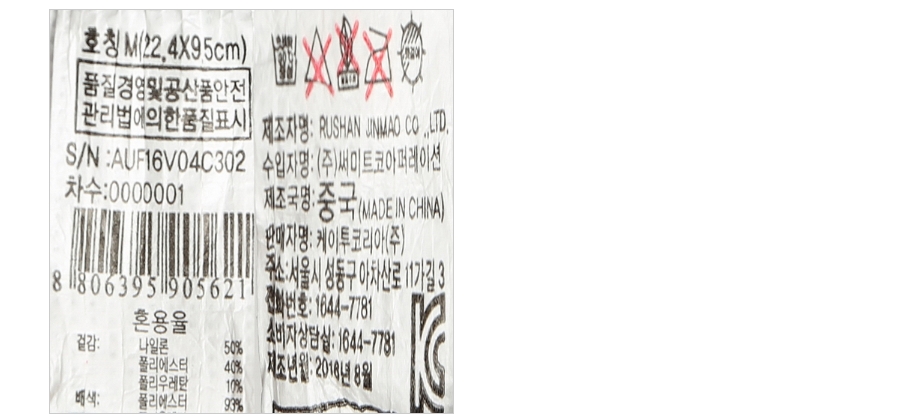 호칭 M(22.4X95cm)
품질경영및공산품안전
관리법에의한품질표시
S/N :AUF16V04C302
차수:0000001
8 806395 905621
혼용율
겉감: 나일론 50%
폴리에스터 40%
폴리우레탄 10%
배색: 폴리에스터 93%
제조자명: RUSHAN JINMAO CO .,LTD.
수입자명: (주)써미트코아퍼레이션
제조국명: 중국(MADE IN CHINA)
판매자명: 케이투코리아(주)
주소:서울시 성동구 아차산로 11가길 3
전화번호: 1644-7781
소비자상담실: 1644-7781
제조년월: 2016년 8월